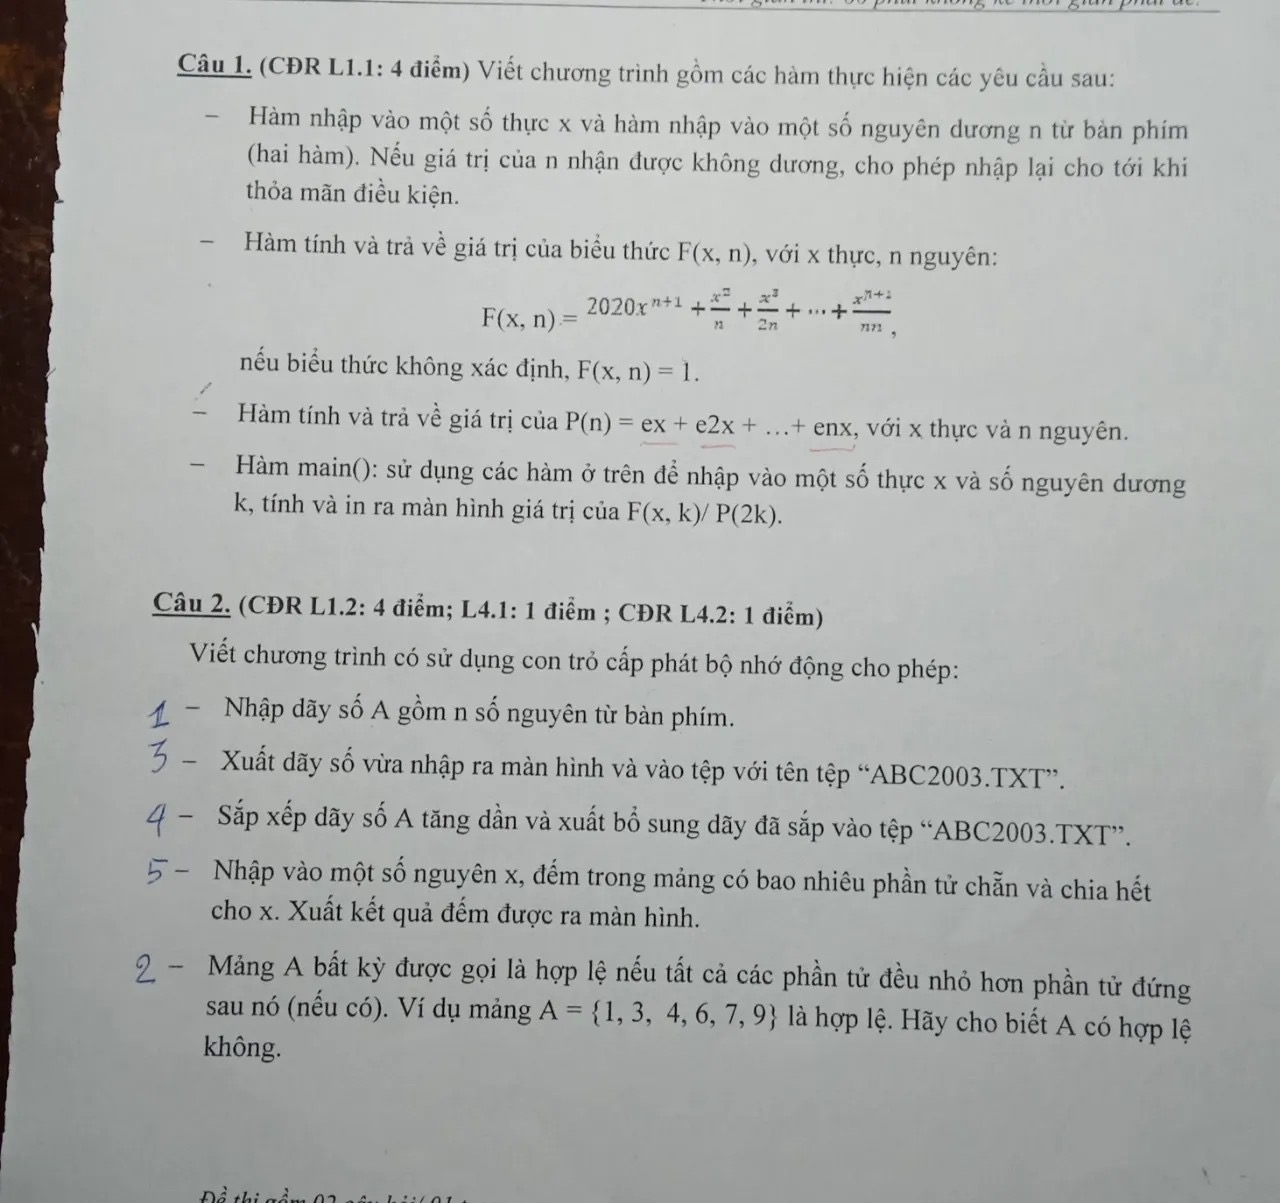 Câu 1. (CĐR L1.1: 4 điểm) Viết chương trình gồm các hàm thực hiện các yêu cầu sau:
– Hàm nhập vào một số thực x và hàm nhập vào một số nguyên dương n từ bàn phím
(hai hàm). Nếu giá trị của n nhận được không dương, cho phép nhập lại cho tới khi
thỏa mãn điều kiện.
– Hàm tính và trả về giá trị của biểu thức F(x, n), với x thực, n nguyên:
F(x, n) = 2020x^{n+1} + x^2/n + x^3/2n + ... + x^{n+1}/nn,
nếu biểu thức không xác định, F(x, n) = 1.
– Hàm tính và trả về giá trị của P(n) = ex + e2x + …+ enx, với x thực và n nguyên.
– Hàm main(): sử dụng các hàm ở trên để nhập vào một số thực x và số nguyên dương
k, tính và in ra màn hình giá trị của F(x, k)/ P(2k).
Câu 2. (CĐR L1.2: 4 điểm; L4.1: 1 điểm ; CĐR L4.2: 1 điểm)
Viết chương trình có sử dụng con trỏ cấp phát bộ nhớ động cho phép:
1 – Nhập dãy số A gồm n số nguyên từ bàn phím.
3 – Xuất dãy số vừa nhập ra màn hình và vào tệp với tên tệp “ABC2003.TXT”.
4 – Sắp xếp dãy số A tăng dần và xuất bổ sung dãy đã sắp vào tệp “ABC2003.TXT”.
5 – Nhập vào một số nguyên x, đếm trong mảng có bao nhiêu phần tử chẵn và chia hết
cho x. Xuất kết quả đếm được ra màn hình.
2 – Mảng A bất kỳ được gọi là hợp lệ nếu tất cả các phần tử đều nhỏ hơn phần tử đứng
sau nó (nếu có). Ví dụ mảng A = {1, 3, 4, 6, 7, 9} là hợp lệ. Hãy cho biết A có hợp lệ
không.
Đề thi gồm 02 câu hỏi/ 01